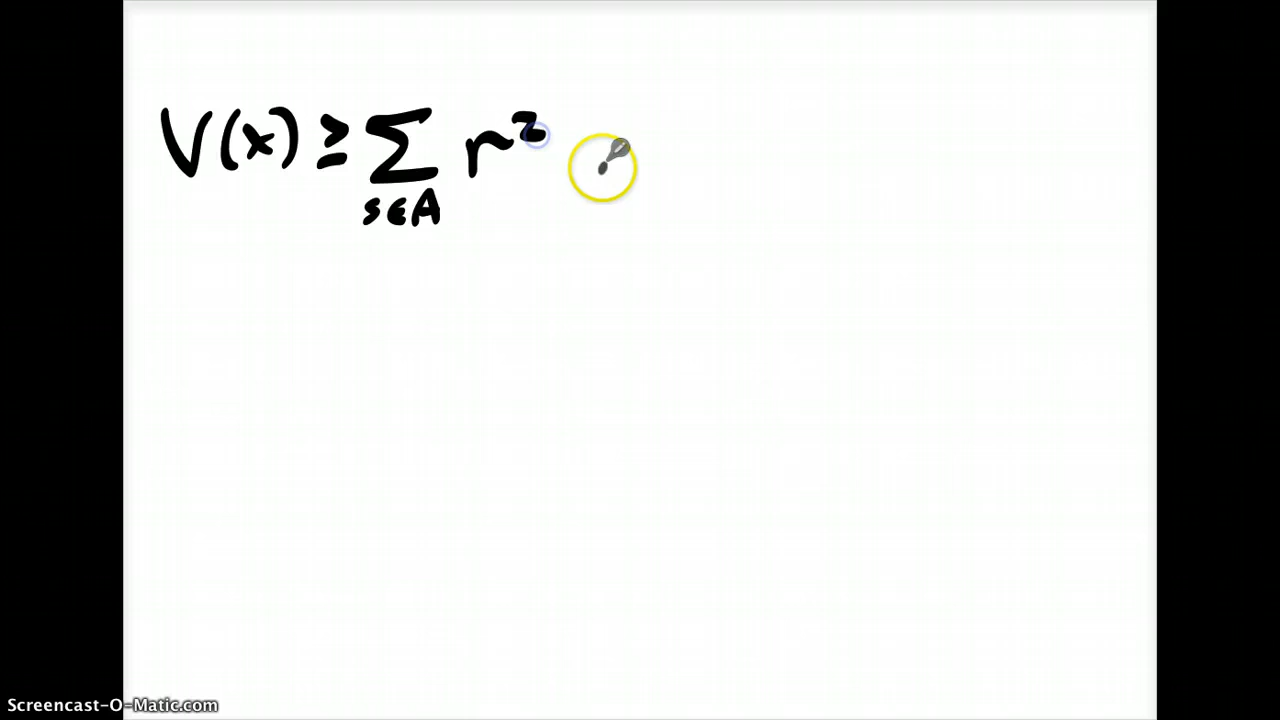 V(x) ≥ ∑ r²
s∈A
Screencast-O-Matic.com